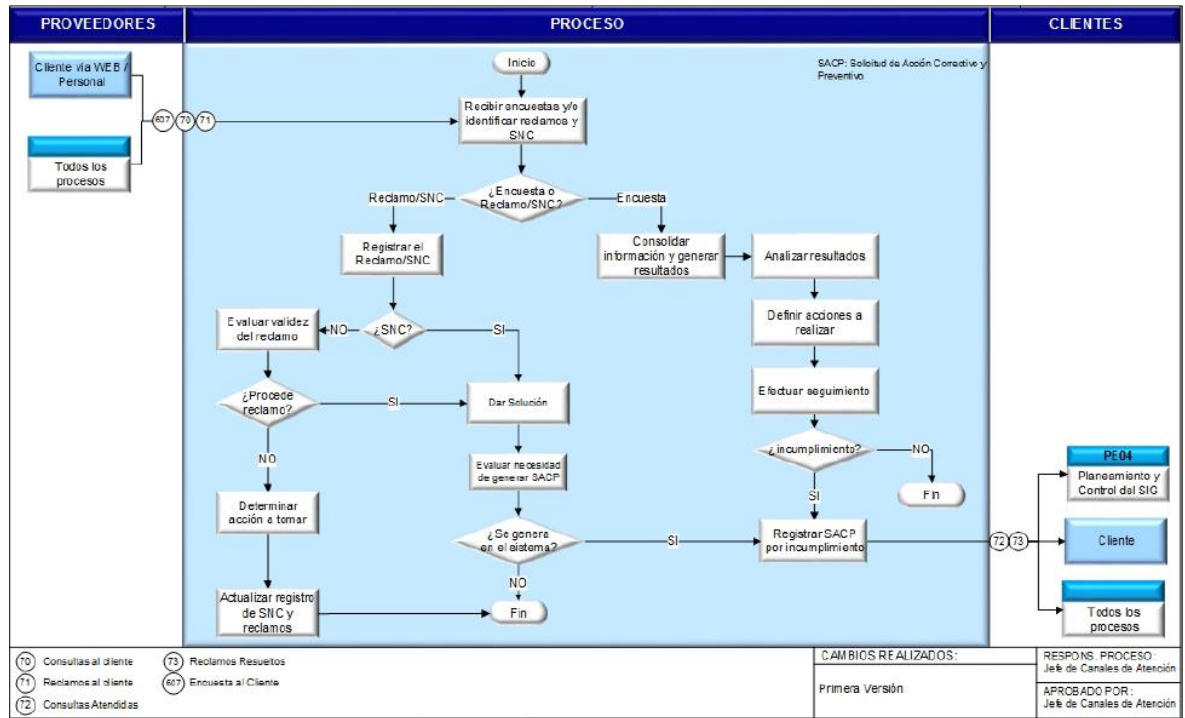 PROVEEDORES
PROCESO
CLIENTES
Cliente vía WEB /
Personal
Todos los
procesos
607
70
71
Inicio
SACP: Solicitud de Acción Correctivo y
Preventivo
Recibir encuestas y/o
identificar reclamos y
SNC
¿Encuesta o
Reclamo/SNC?
Reclamo/SNC
Encuesta
Registrar el
Reclamo/SNC
Consolidar
información y generar
resultados
Analizar resultados
Evaluar validez
del reclamo
NO
¿SNC?
SI
Definir acciones a
realizar
¿Procede
reclamo?
SI
Dar Solución
Efectuar seguimiento
NO
Evaluar necesidad
de generar SACP
¿incumplimiento?
NO
Fin
SI
Determinar
acción a tomar
¿Se genera
en el sistema?
SI
Registrar SACP
por incumplimiento
72
73
NO
Actualizar registro
de SNC y
reclamos
Fin
PE04
Planeamiento y
Control del SIG
Cliente
Todos los
procesos
70 Consultas al cliente
71 Reclamos al cliente
72 Consultas Atendidas
73 Reclamos Resueltos
607 Encuesta al Cliente
CAMBIOS REALIZADOS:
Primera Versión
RESPONS. PROCESO:
Jefe de Canales de Atención
APROBADO POR:
Jefe de Canales de Atención